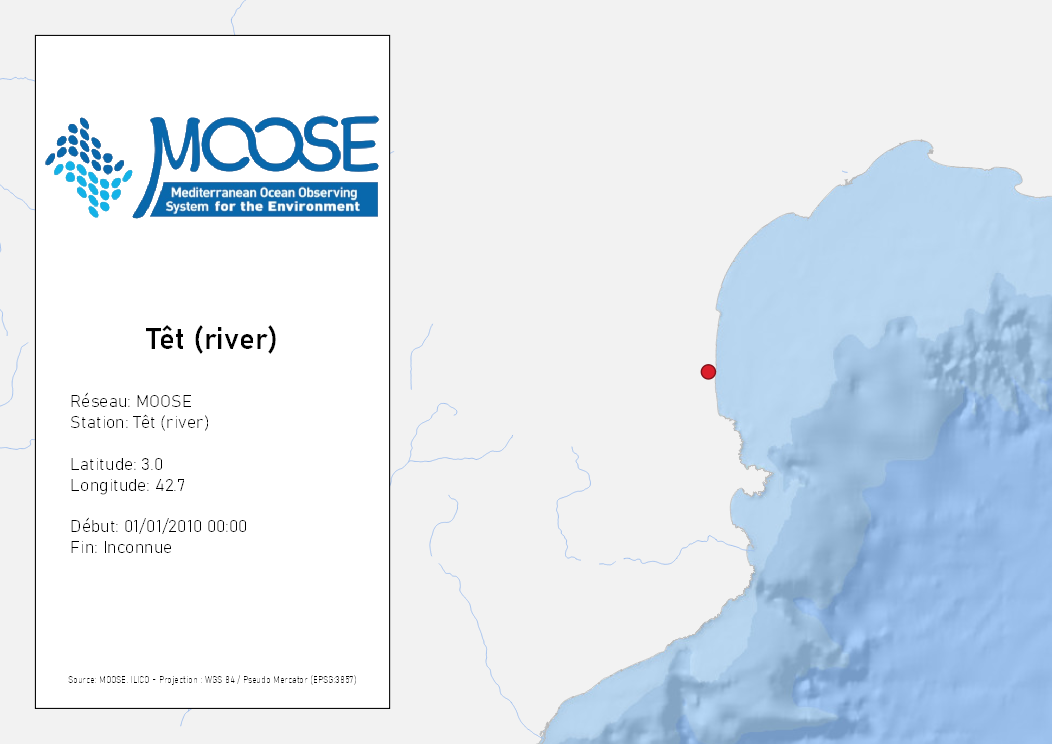 MOOSE
Mediterranean Ocean Observing
System for the Environment
Têt (river)
Réseau: MOOSE
Station: Têt (river)
Latitude: 3.0
Longitude: 42.7
Début: 01/01/2010 00:00
Fin: Inconnue
Source: MOOSE, ILICO - Projection : WGS 84 / Pseudo Mercator (EPSG:3857)